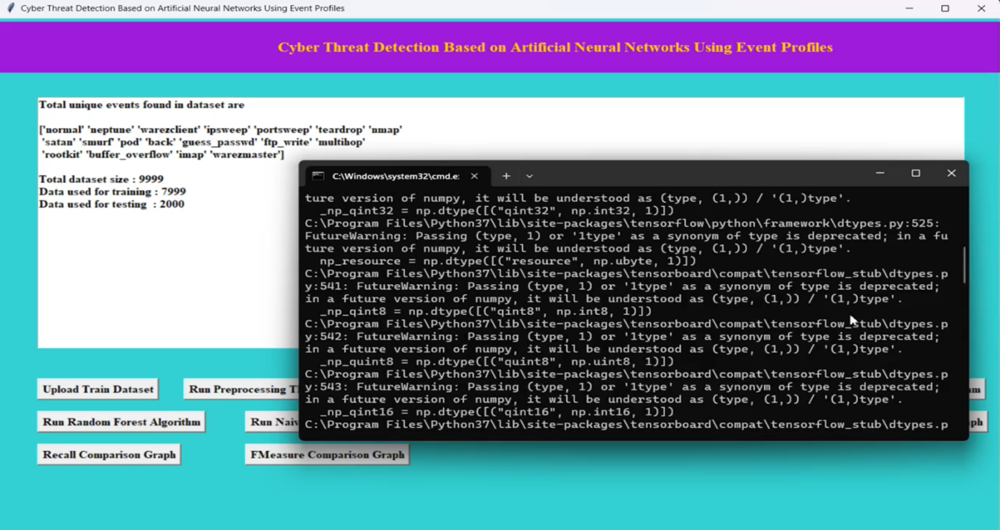 Cyber Threat Detection Based on Artificial Neural Networks Using Event Profiles
Cyber Threat Detection Based on Artificial Neural Networks Using Event Profiles
Total unique events found in dataset are
['normal' 'neptune' 'warezclient' 'ipsweep' 'portsweep' 'teardrop' 'nmap'
'satan' 'smurf' 'pod' 'back' 'guess_passwd' 'ftp_write' 'multihop'
'rootkit' 'buffer_overflow' 'imap' 'warezmaster']
Total dataset size : 9999
Data used for training : 7999
Data used for testing : 2000
C:\Windows\system32\cmd.e:
ture version of numpy, it will be understood as (type, (1,)) / '(1,)type'.
_np_qint32 = np.dtype([("qint32", np.int32, 1)])
C:\Program Files\Python37\lib\site-packages\tensorflow\python\framework\dtypes.py:525:
FutureWarning: Passing (type, 1) or '1type' as a synonym of type is deprecated; in a fu
ture version of numpy, it will be understood as (type, (1,)) / '(1,)type'.
np_resource = np.dtype([("resource", np.ubyte, 1)])
C:\Program Files\Python37\lib\site-packages\tensorboard\compat\tensorflow_stub\dtypes.p
y:541: FutureWarning: Passing (type, 1) or '1type' as a synonym of type is deprecated;
in a future version of numpy, it will be understood as (type, (1,)) / '(1,)type'.
_np_qint8 = np.dtype([("qint8", np.int8, 1)])
C:\Program Files\Python37\lib\site-packages\tensorboard\compat\tensorflow_stub\dtypes.p
y:542: FutureWarning: Passing (type, 1) or '1type' as a synonym of type is deprecated;
in a future version of numpy, it will be understood as (type, (1,)) / '(1,)type'.
_np_quint8 = np.dtype([("quint8", np.uint8, 1)])
C:\Program Files\Python37\lib\site-packages\tensorboard\compat\tensorflow_stub\dtypes.p
y:543: FutureWarning: Passing (type, 1) or '1type' as a synonym of type is deprecated;
in a future version of numpy, it will be understood as (type, (1,)) / '(1,)type'.
_np_qint16 = np.dtype([("qint16", np.int16, 1)])
C:\Program Files\Python37\lib\site-packages\tensorboard\compat\tensorflow_stub\dtypes.p
Upload Train Dataset
Run Preprocessing
Run Random Forest Algorithm
Run
Recall Comparison Graph
FMeasure Comparison Graph